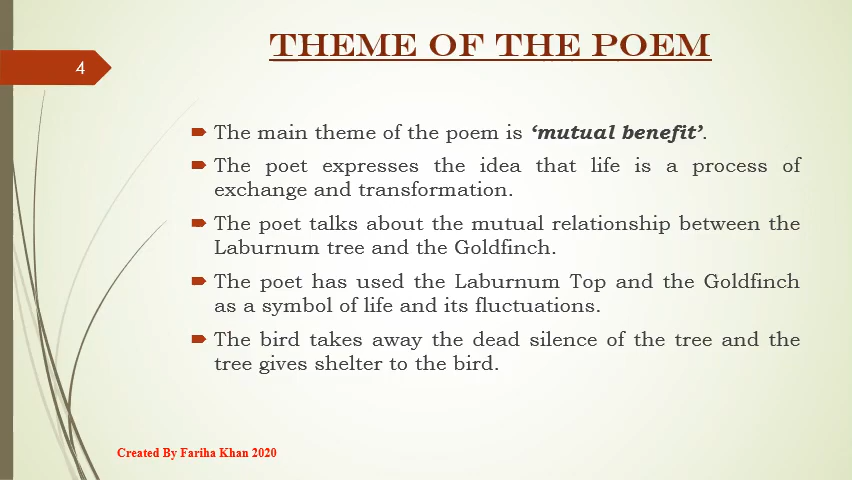 THEME OF THE POEM
4
The main theme of the poem is ‘mutual benefit’.
The poet expresses the idea that life is a process of
exchange and transformation.
The poet talks about the mutual relationship between the
Laburnum tree and the Goldfinch.
The poet has used the Laburnum Top and the Goldfinch
as a symbol of life and its fluctuations.
The bird takes away the dead silence of the tree and the
tree gives shelter to the bird.
Created By Fariha Khan 2020